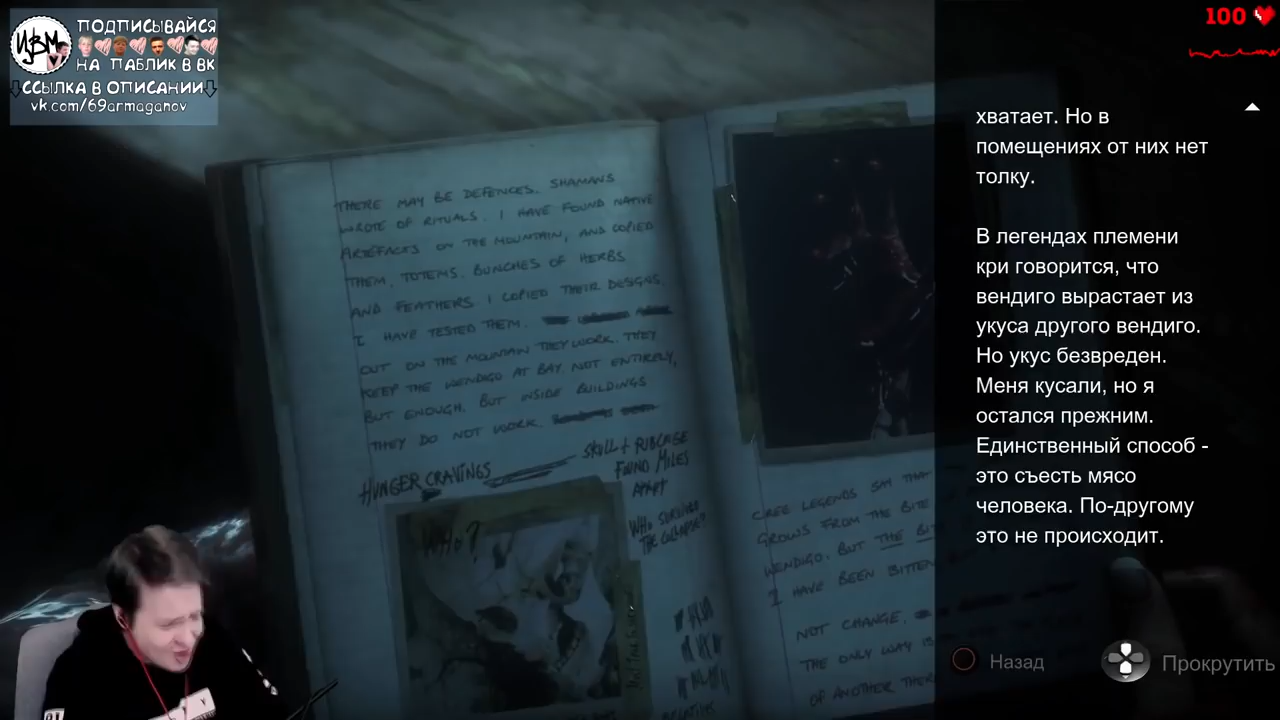 ПОДПИСЫВАЙСЯ
НА ПАБЛИК В ВК
ССЫЛКА В ОПИСАНИИ
vk.com/69armaganov
100
THERE MAY BE DEFENCES. SHAMANS
WROTE OF RITUALS. I HAVE FOUND NATIVE
ARTEFACTS ON THE MOUNTAIN, AND COPIED
THEM. TOTEMS. BUNCHES OF HERBS
AND FEATHERS. I COPIED THEIR DESIGNS.
I HAVE TESTED THEM.
OUT ON THE MOUNTAIN THEY WORK. THEY
KEEP THE WENDIGO AT BAY. NOT ENTIRELY,
BUT ENOUGH. BUT INSIDE BUILDINGS
THEY DO NOT WORK.
HUNGER CRAVINGS
SKULL + RIBCAGE
FOUND MILES
APART
WHO SURVIVED
THE COLLAPSE?
WHO?
CREE LEGENDS SAY THAT
GROWS FROM THE BITE
WENDIGO. BUT THE BIT
I HAVE BEEN BITTEN
NOT CHANGE.
THE ONLY WAY IS
OF ANOTHER
хватает. Но в
помещениях от них нет
толку.
В легендах племени
кри говорится, что
вендиго вырастает из
укуса другого вендиго.
Но укус безвреден.
Меня кусали, но я
остался прежним.
Единственный способ -
это съесть мясо
человека. По-другому
это не происходит.
Назад
Прокрутить